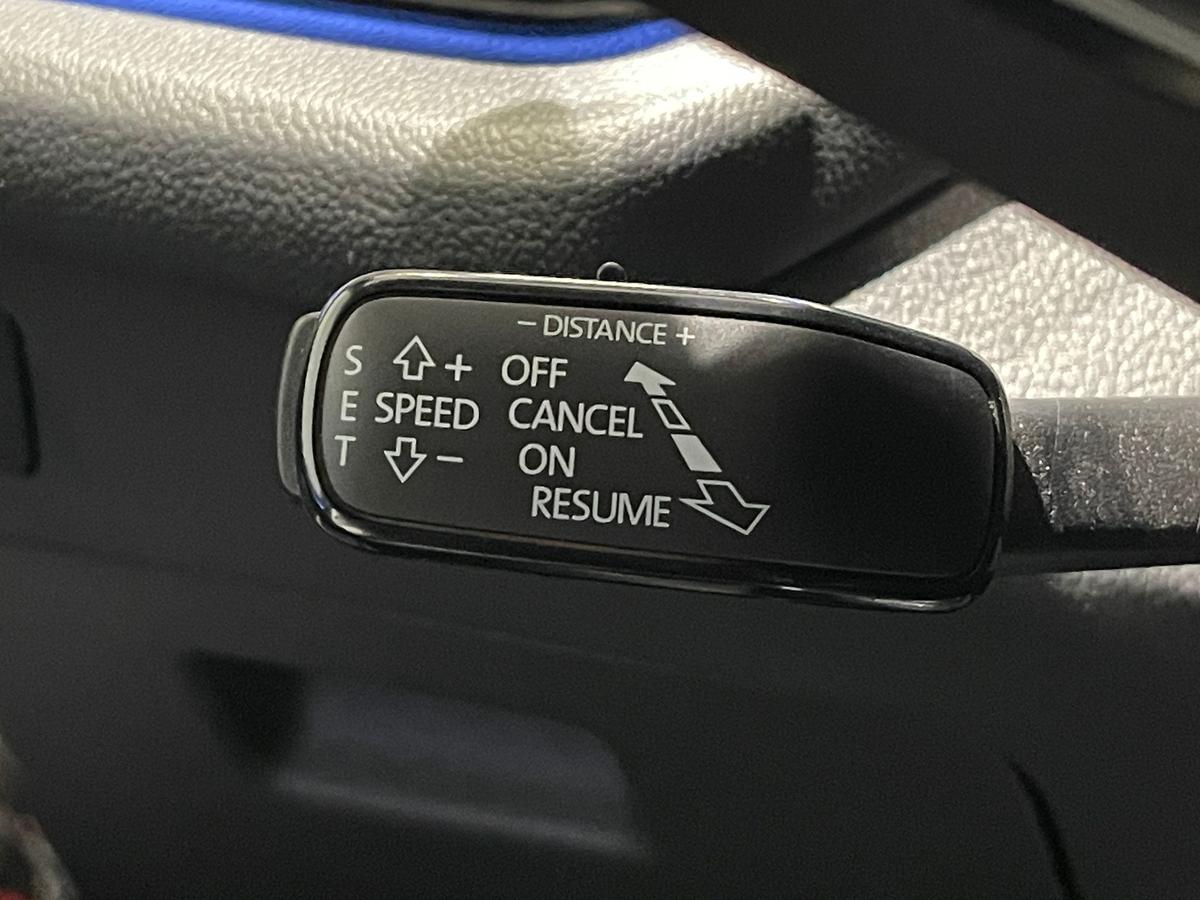 − DISTANCE +
S + OFF
E SPEED CANCEL
T − ON
RESUME